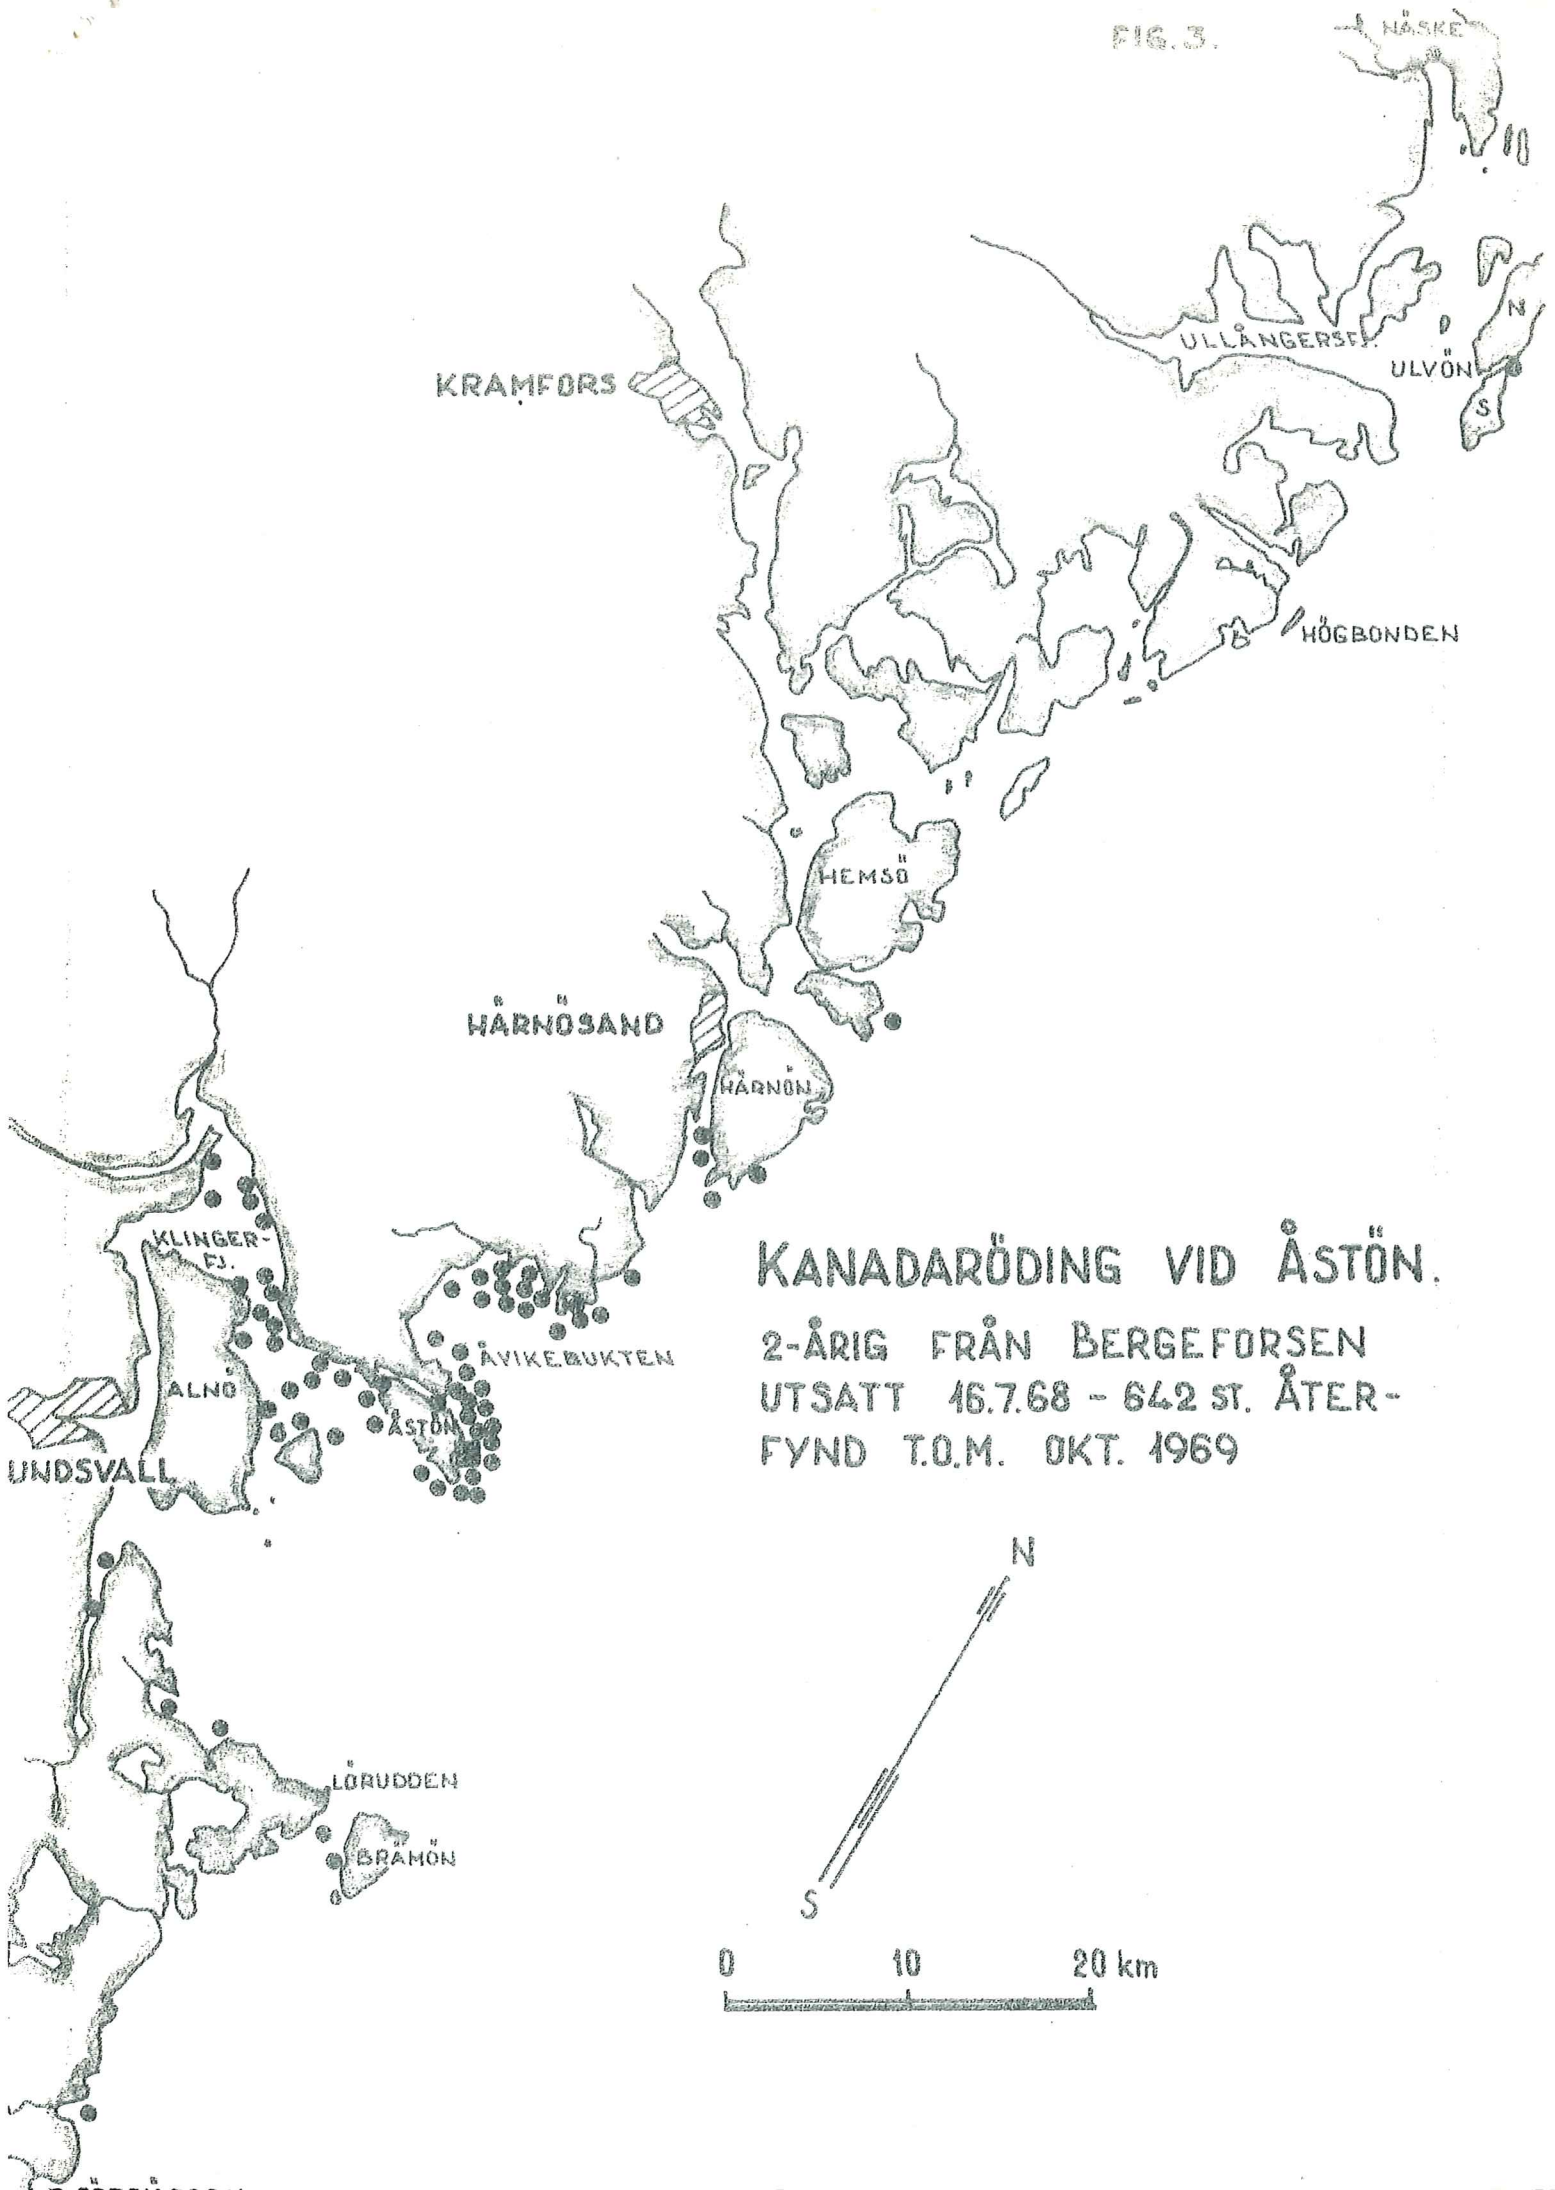 FIG. 3.
NÄSKE
N
ULLÅNGERSFJ.
ULVÖN
S
KRAMFORS
HÖGBONDEN
HEMSÖ
HÄRNÖSAND
HÄRNÖN
KLINGER-
FJ.
KANADARÖDING VID ÅSTÖN.
2-ÅRIG FRÅN BERGEFORSEN
UTSATT 16.7.68 - 642 ST. ÅTER-
FYND T.O.M. OKT. 1969
ÅVIKEBUKTEN
ALNÖ
ÅSTÖN
UNDSVALL
N
LÖRUDDEN
BRÄMÖN
S
0 10 20 km